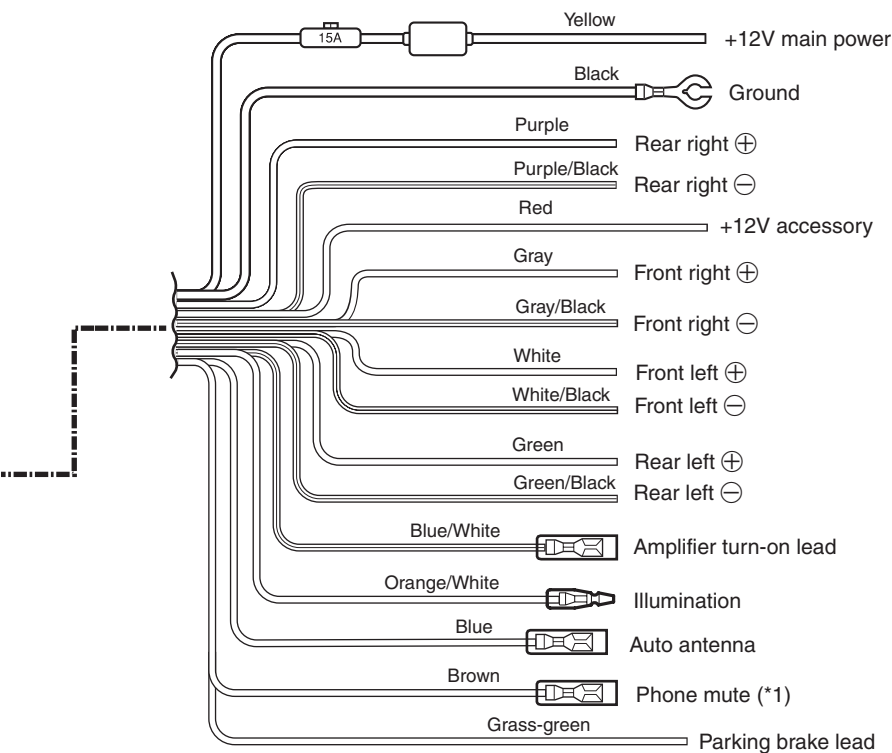 Yellow
15A
+12V main power
Black
Ground
Purple
Rear right ⊕
Purple/Black
Rear right ⊖
Red
+12V accessory
Gray
Front right ⊕
Gray/Black
Front right ⊖
White
Front left ⊕
White/Black
Front left ⊖
Green
Rear left ⊕
Green/Black
Rear left ⊖
Blue/White
Amplifier turn-on lead
Orange/White
Illumination
Blue
Auto antenna
Brown
Phone mute (*1)
Grass-green
Parking brake lead